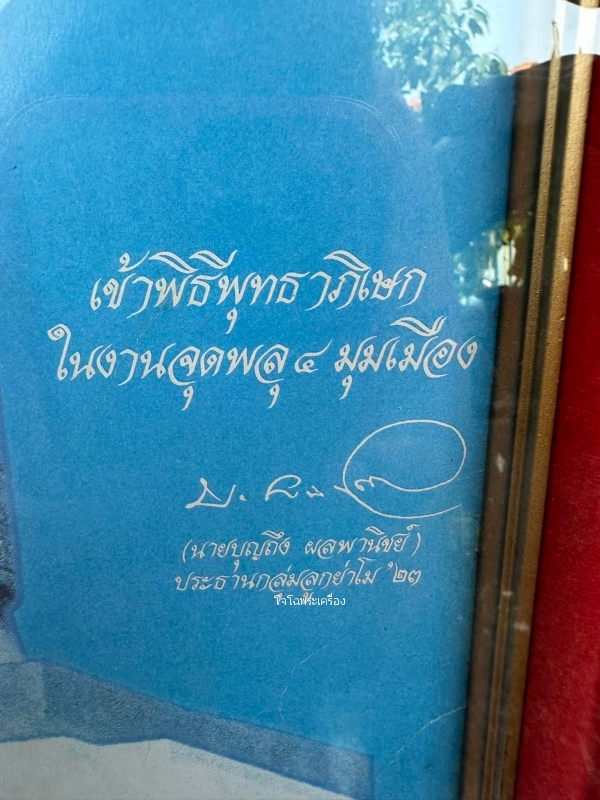 เข้าพิธีพุทธาภิเษก
ในงานจุดพลุ ๔ มุมเมือง
(นายบุญถึง ผลพานิชย์)
ประธานกลุ่มลูกย่าโม '๒๓